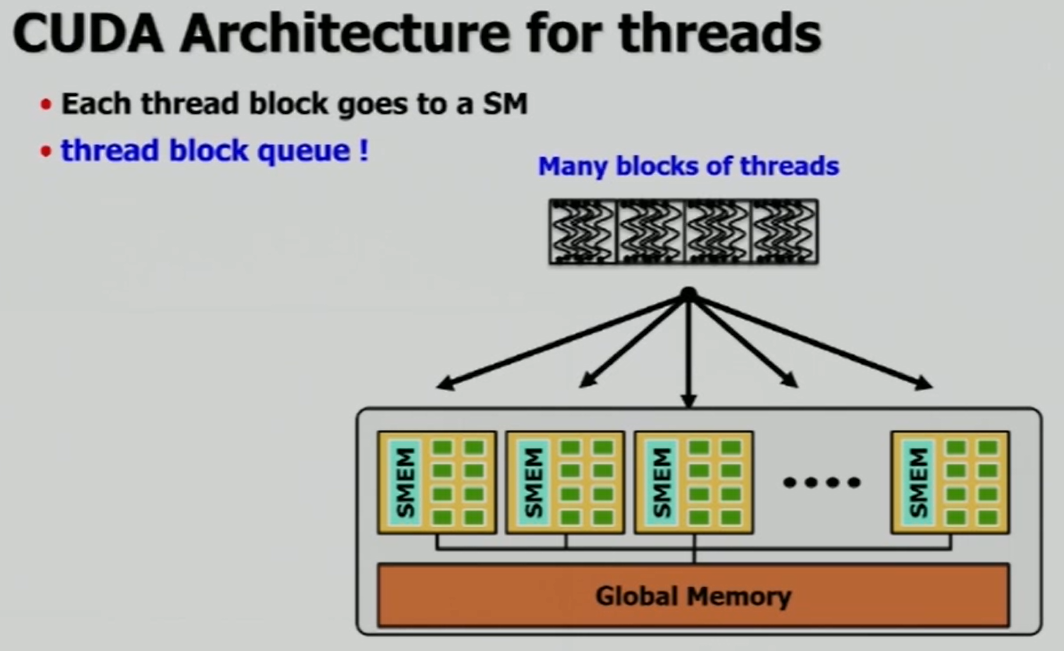 CUDA Architecture for threads
• Each thread block goes to a SM
• thread block queue !
Many blocks of threads
SMEM
SMEM
SMEM
SMEM
Global Memory